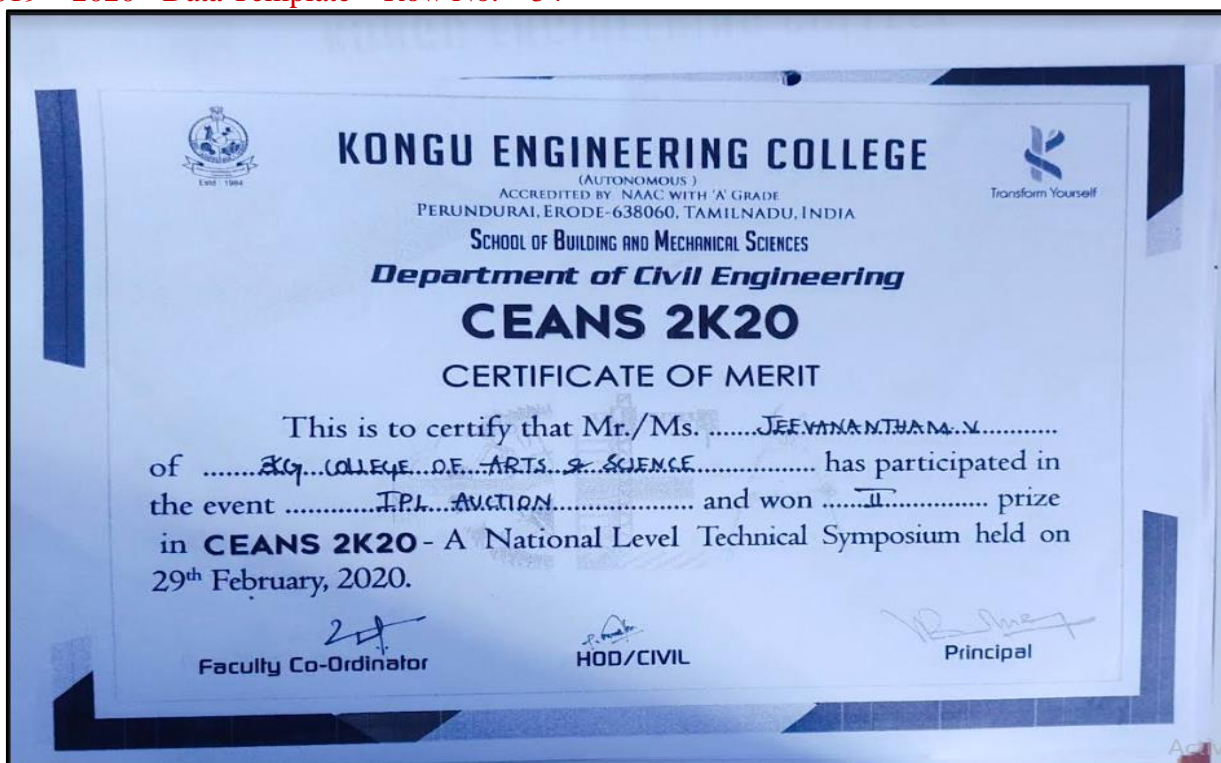 2020 - Data Template - Row No. -
KONGU ENGINEERING COLLEGE
Estd : 1984
(AUTONOMOUS)
ACCREDITED BY NAAC WITH 'A' GRADE
Transform Yourself
PERUNDURAI, ERODE-638060, TAMILNADU, INDIA
SCHOOL OF BUILDING AND MECHANICAL SCIENCES
Department of Civil Engineering
CEANS 2K20
CERTIFICATE OF MERIT
This is to certify that Mr./Ms. ......JEEVANANTHAM.V............
of ........COLLEGE OF ARTS & SCIENCE............... has participated in
the event ..............IPL AUCTION..................... and won ......II............ prize
in CEANS 2K20 - A National Level Technical Symposium held on
29th February, 2020.
Faculty Co-Ordinator HOD/CIVIL Principal